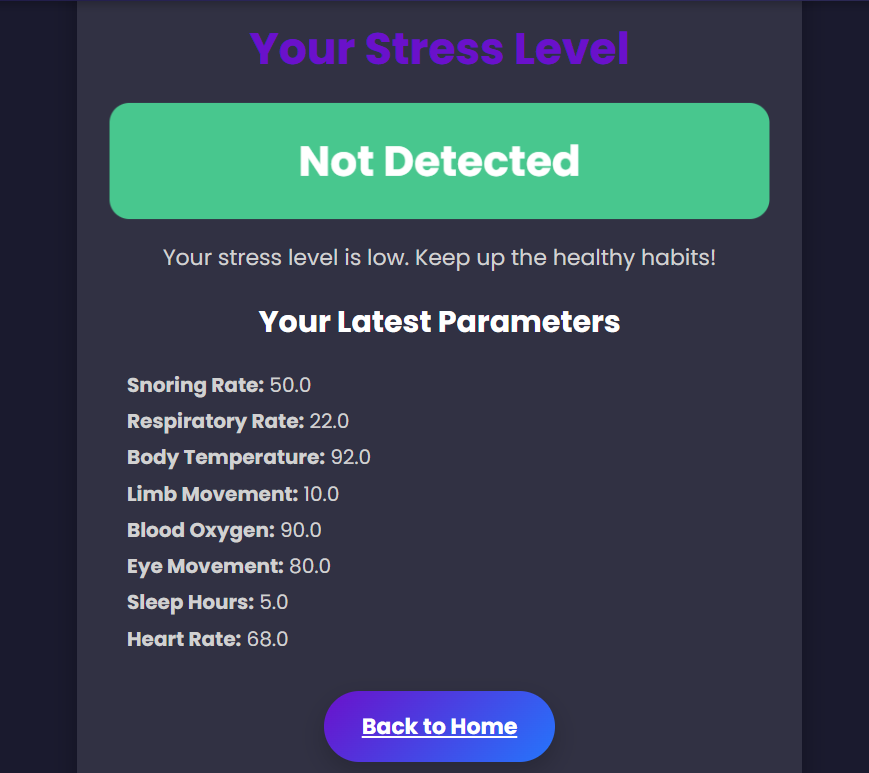 Your Stress Level
Not Detected
Your stress level is low. Keep up the healthy habits!
Your Latest Parameters
Snoring Rate: 50.0
Respiratory Rate: 22.0
Body Temperature: 92.0
Limb Movement: 10.0
Blood Oxygen: 90.0
Eye Movement: 80.0
Sleep Hours: 5.0
Heart Rate: 68.0
Back to Home